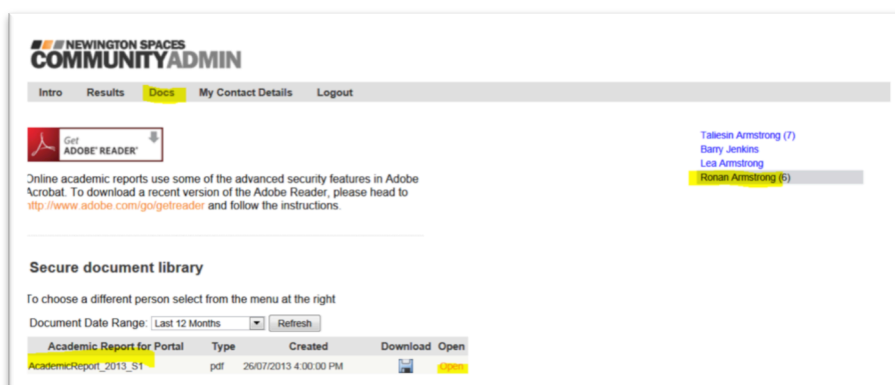 NEWINGTON SPACES
COMMUNITYADMIN
Intro Results Docs My Contact Details Logout
Get
ADOBE® READER®
Online academic reports use some of the advanced security features in Adobe
Acrobat. To download a recent version of the Adobe Reader, please head to
http://www.adobe.com/go/getreader and follow the instructions.
Taliesin Armstrong (7)
Barry Jenkins
Lea Armstrong
Ronan Armstrong (6)
Secure document library
To choose a different person select from the menu at the right
Document Date Range: Last 12 Months Refresh
Academic Report for Portal Type Created Download Open
AcademicReport_2013_S1 pdf 26/07/2013 4:00:00 PM Open